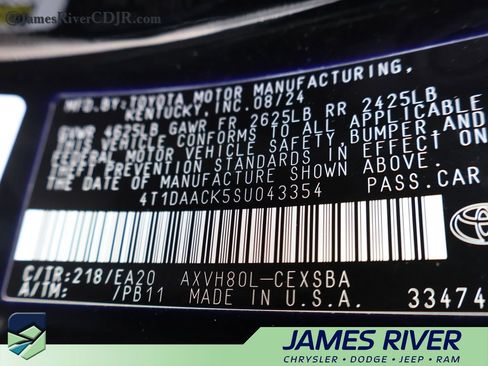 @JamesRiverCDJR.com
MFD.BY:TOYOTA MOTOR MANUFACTURING,
KENTUCKY, INC.08/24
GVWR 4625LB GAWR FR 2625LB RR 2425LB
THIS VEHICLE CONFORMS TO ALL APPLICABLE
FEDERAL MOTOR VEHICLE SAFETY,BUMPER,AND
THEFT PREVENTION STANDARDS IN EFFECT ON
THE DATE OF MANUFACTURE SHOWN ABOVE.
4T1DAACK5SU043354 PASS.CAR
C/TR:218/EA20 AXVH80L-CEXSBA
A/TM: /PB11 MADE IN U.S.A.
33474
TOYOTA
JAMES RIVER
CHRYSLER • DODGE • JEEP • RAM